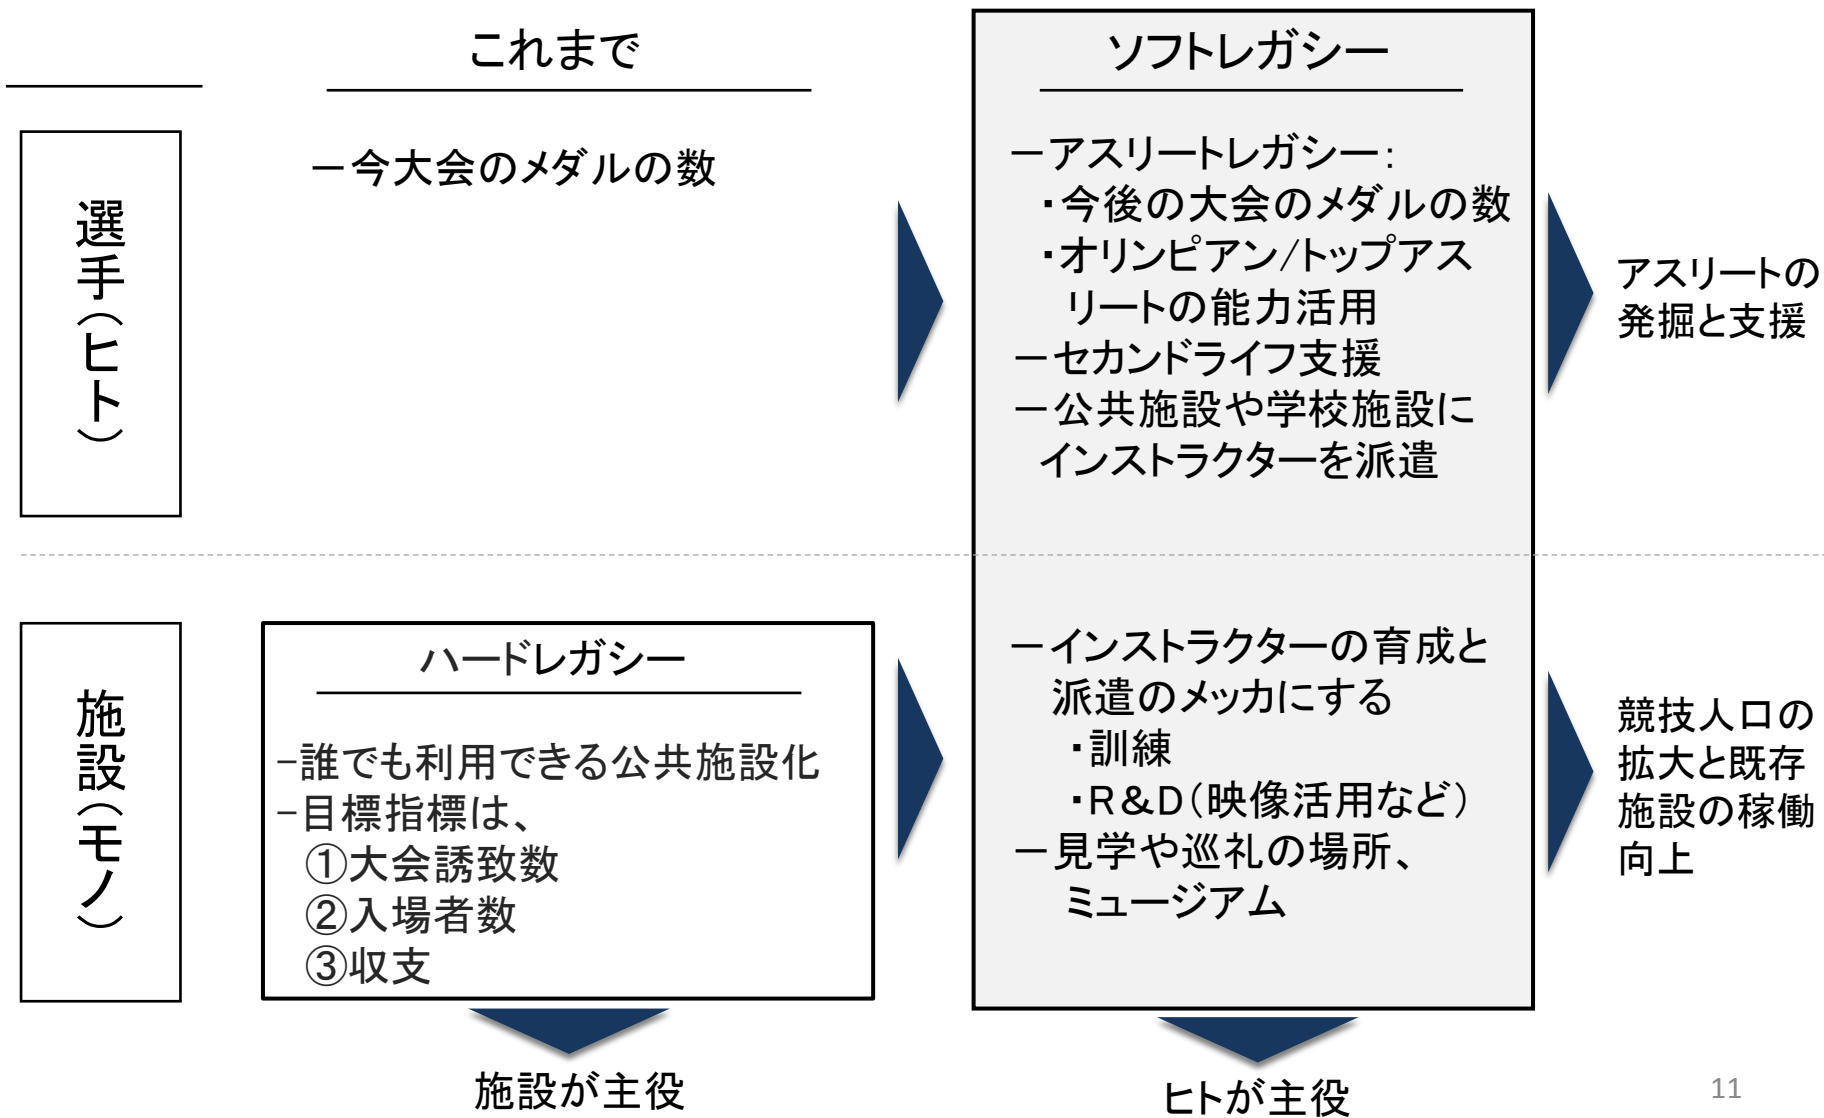 これまで
ソフトレガシー
選手(ヒト)
－今大会のメダルの数
－アスリートレガシー：
・今後の大会のメダルの数
・オリンピアン/トップアス
リートの能力活用
－セカンドライフ支援
－公共施設や学校施設に
インストラクターを派遣
アスリートの
発掘と支援
施設(モノ)
ハードレガシー
−誰でも利用できる公共施設化
−目標指標は、
①大会誘致数
②入場者数
③収支
－インストラクターの育成と
派遣のメッカにする
・訓練
・R＆D（映像活用など）
－見学や巡礼の場所、
ミュージアム
競技人口の
拡大と既存
施設の稼働
向上
施設が主役
ヒトが主役
11